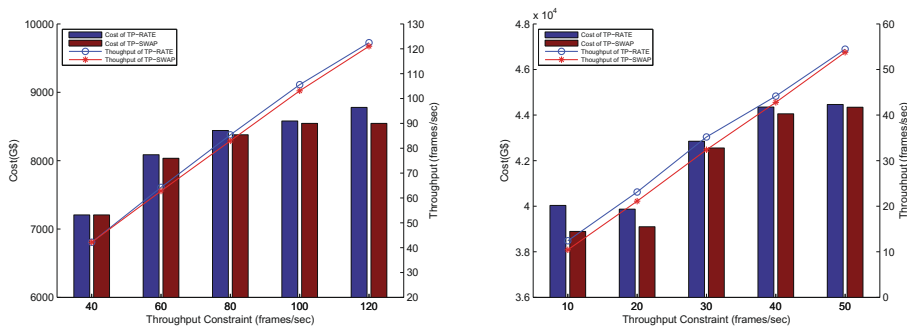 10000
9000
8000
7000
6000
Cost(G$)
Cost of TP−RATE
Cost of TP−SWAP
Thoughput of TP−RATE
Thoughput of TP−SWAP
130
120
110
100
90
80
70
60
50
40
30
20
Throughput (frames/sec)
40 60 80 100 120
Throughput Constraint (frames/sec)
x 10^4
4.8
4.6
4.4
4.2
4
3.8
3.6
Cost(G$)
Cost of TP−RATE
Cost of TP−SWAP
Thoughput of TP−RATE
Thoughput of TP−SWAP
60
50
40
30
20
10
0
Throughput (frames/sec)
10 20 30 40 50
Throughput Constraint (frames/sec)